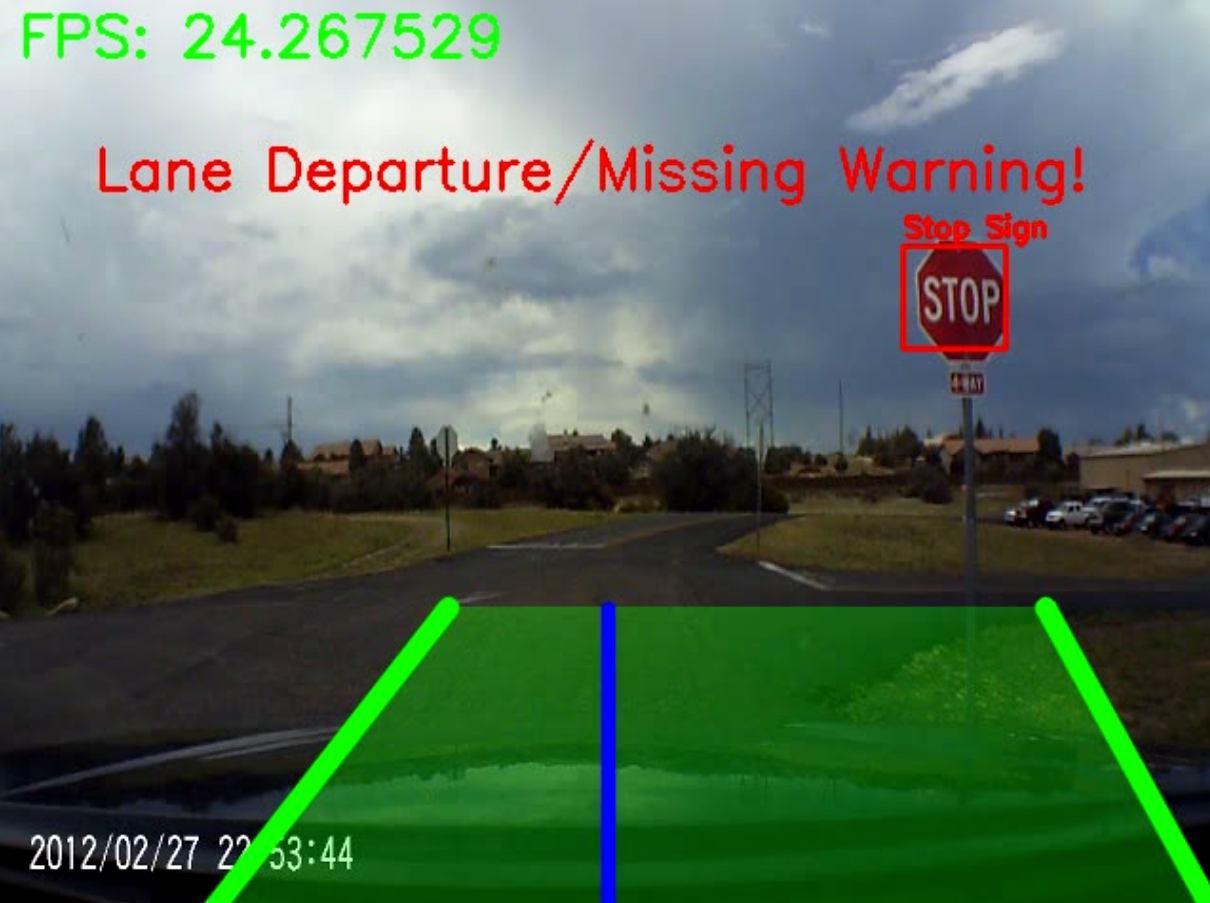 FPS: 24.267529
Lane Departure/Missing Warning!
Stop Sign
STOP
4-WAY
2012/02/27 :53:44